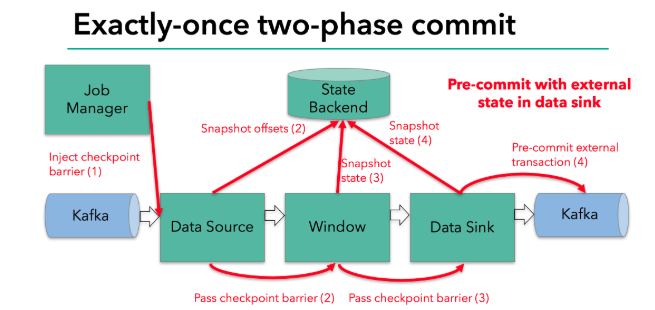 Exactly-once two-phase commit
Job
Manager
State
Backend
Pre-commit with external
state in data sink
Snapshot offsets (2)
Snapshot
state (4)
Inject checkpoint
barrier (1)
Snapshot
state (3)
Pre-commit external
transaction (4)
Kafka
Data Source
Window
Data Sink
Kafka
Pass checkpoint barrier (2)
Pass checkpoint barrier (3)